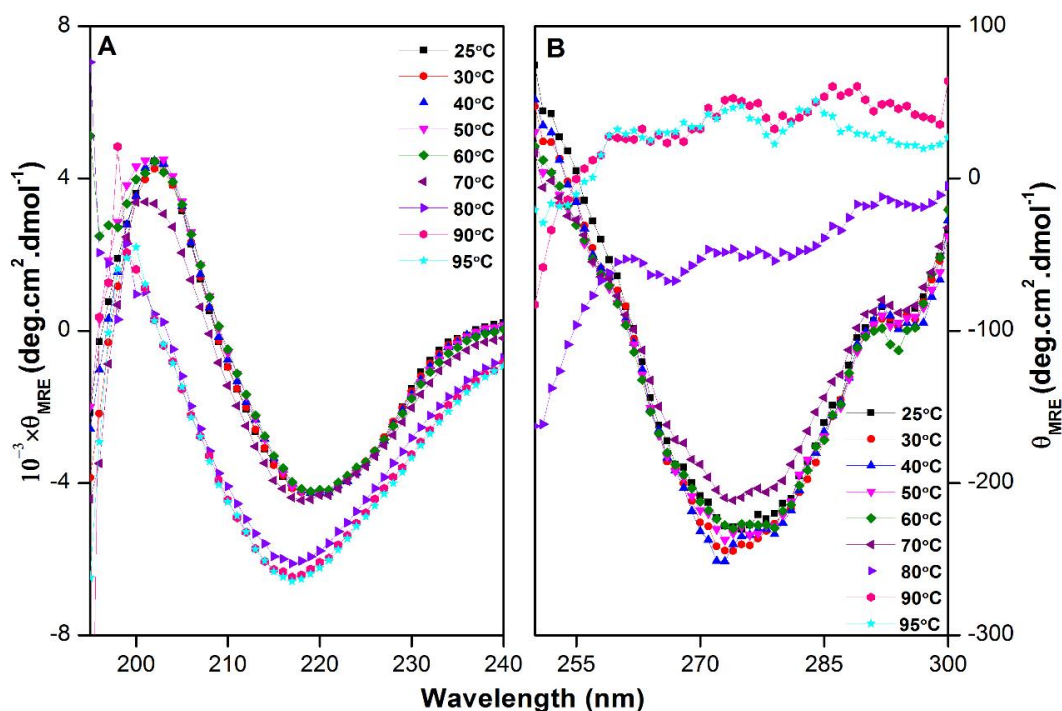 A
B
8
4
0
-4
-8
10⁻³×θMRE (deg.cm².dmol⁻¹)
25°C
30°C
40°C
50°C
60°C
70°C
80°C
90°C
95°C
200 210 220 230 240
100
0
-100
-200
-300
θMRE (deg.cm².dmol⁻¹)
25°C
30°C
40°C
50°C
60°C
70°C
80°C
90°C
95°C
255 270 285 300
Wavelength (nm)